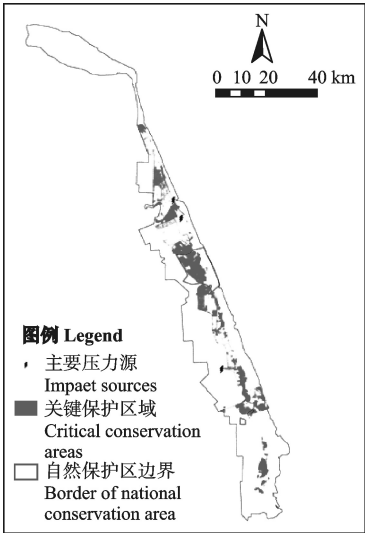 N
0 10 20 40 km
图例 Legend
主要压力源
Impaet sources
关键保护区域
Critical conservation
areas
自然保护区边界
Border of national
conservation area